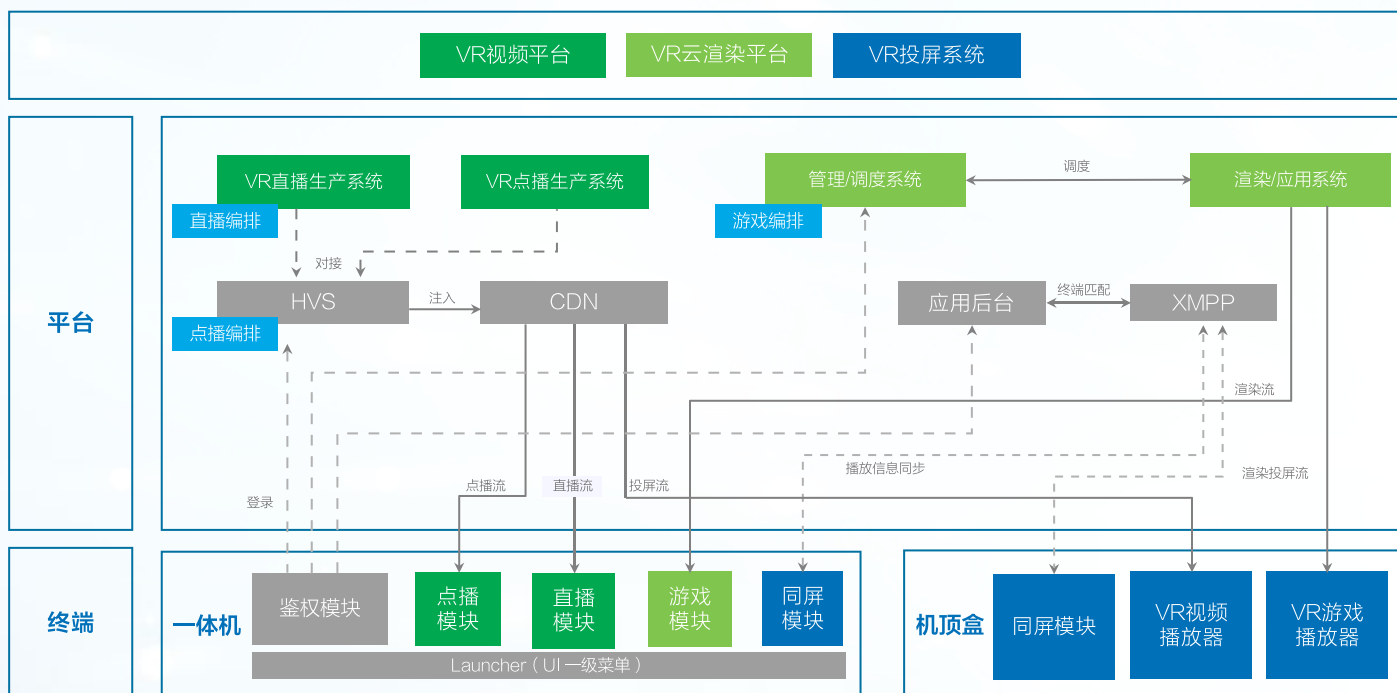 VR视频平台
VR云渲染平台
VR投屏系统
平台
VR直播生产系统
直播编排
VR点播生产系统
管理/调度系统
游戏编排
调度
渲染/应用系统
对接
HVS
点播编排
注入
CDN
应用后台
终端匹配
XMPP
渲染流
播放信息同步
渲染投屏流
登录
点播流
直播流
投屏流
终端
一体机
鉴权模块
点播
模块
直播
模块
游戏
模块
同屏
模块
Launcher（UI 一级菜单）
机顶盒
同屏模块
VR视频
播放器
VR游戏
播放器